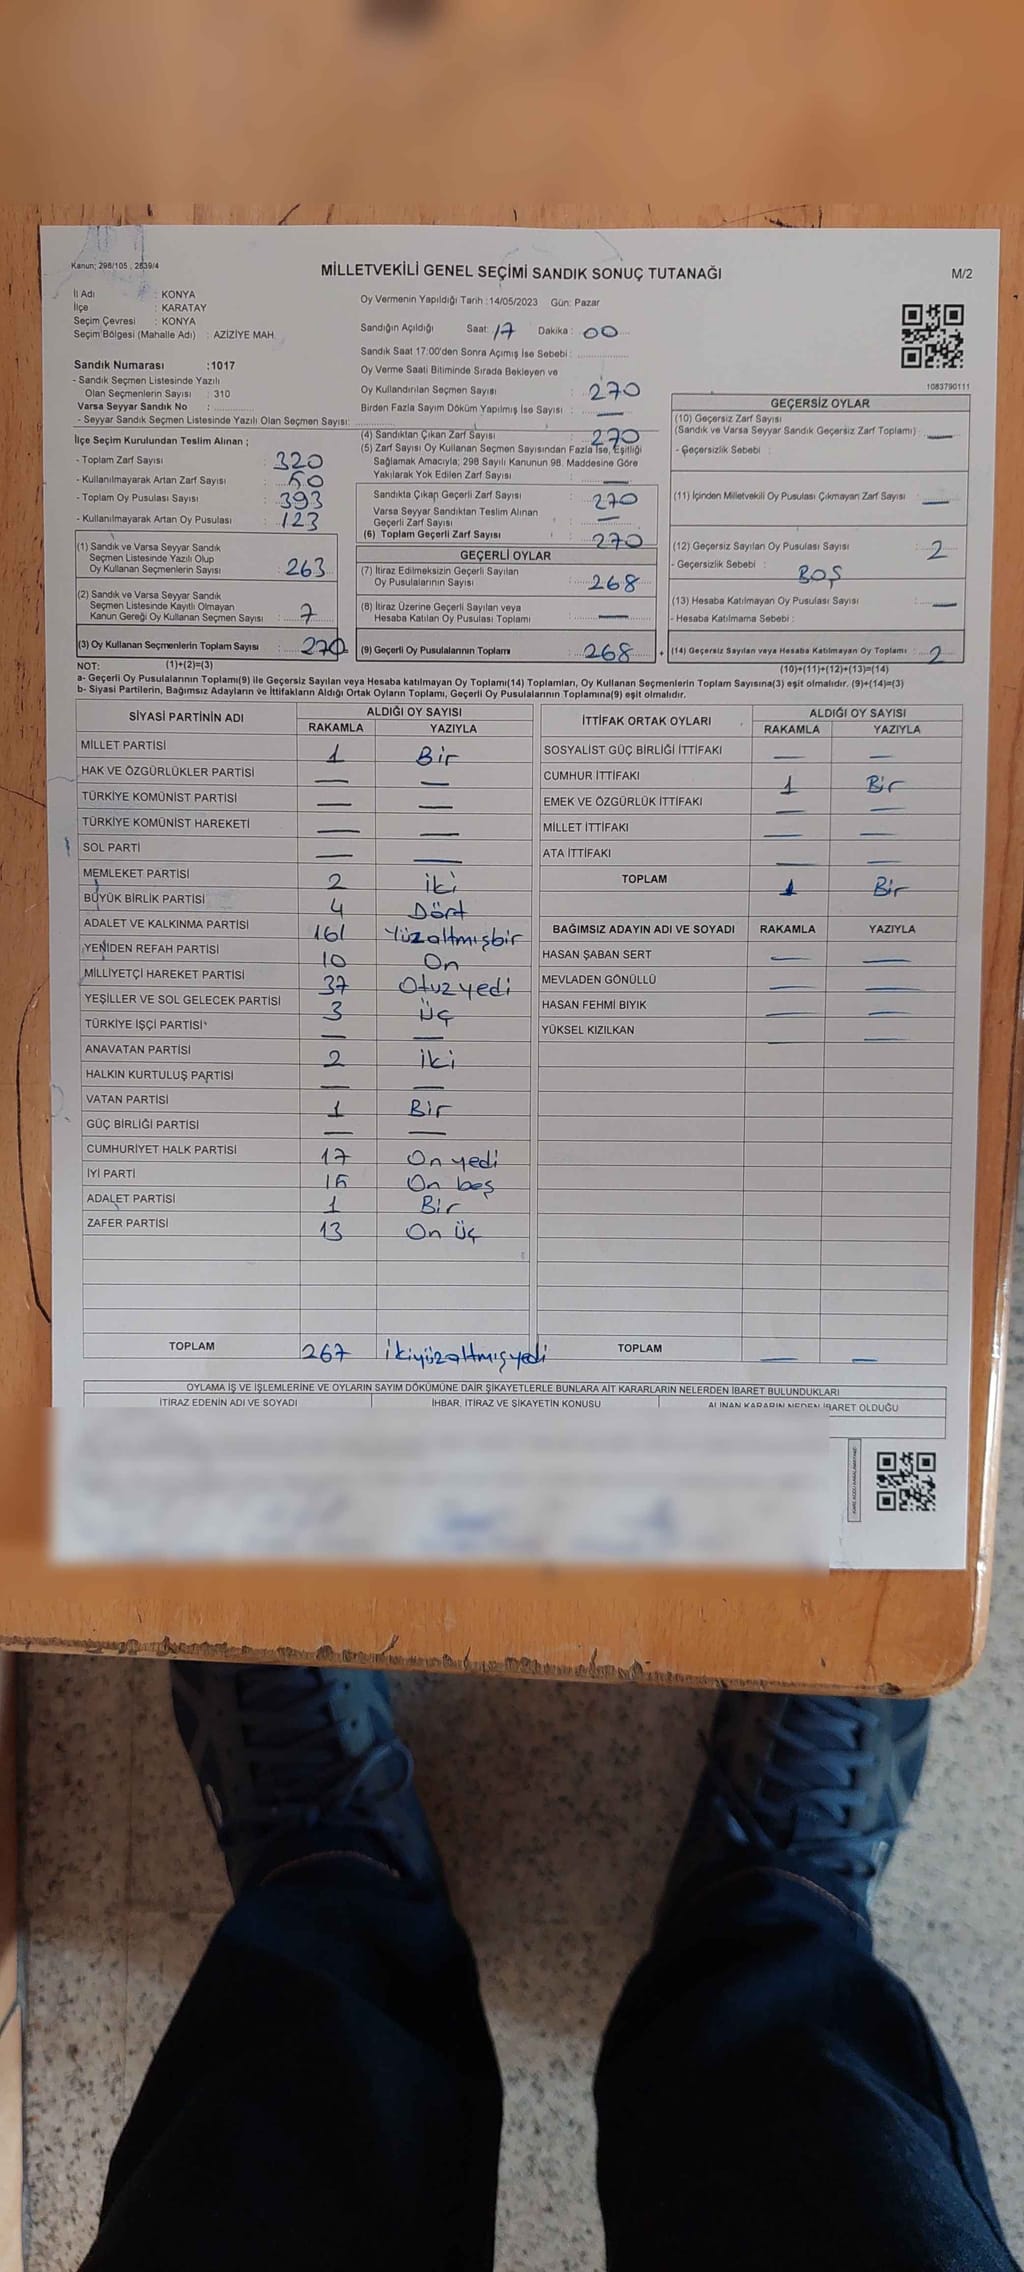 Kanun; 298/105 , 2839/4
MİLLETVEKİLİ GENEL SEÇİMİ SANDIK SONUÇ TUTANAĞI
M/2
İl Adı : KONYA
İlçe : KARATAY
Seçim Çevresi : KONYA
Seçim Bölgesi (Mahalle Adı) : AZİZİYE MAH.
Sandık Numarası :1017
- Sandık Seçmen Listesinde Yazılı
Olan Seçmenlerin Sayısı : 310
Varsa Seyyar Sandık No :
- Seyyar Sandık Seçmen Listesinde Yazılı Olan Seçmen Sayısı:
İlçe Seçim Kurulundan Teslim Alınan ;
- Toplam Zarf Sayısı : 320
- Kullanılmayarak Artan Zarf Sayısı : 50
- Toplam Oy Pusulası Sayısı : 393
- Kullanılmayarak Artan Oy Pusulası : 123
(1) Sandık ve Varsa Seyyar Sandık
Seçmen Listesinde Yazılı Olup
Oy Kullanan Seçmenlerin Sayısı : 263
(2) Sandık ve Varsa Seyyar Sandık
Seçmen Listesinde Kayıtlı Olmayan
Kanun Gereği Oy Kullanan Seçmen Sayısı : 7
(3) Oy Kullanan Seçmenlerin Toplam Sayısı : 270
Oy Vermenin Yapıldığı Tarih :14/05/2023 Gün: Pazar
Sandığın Açıldığı Saat: 17 Dakika : 00
Sandık Saat 17:00'den Sonra Açımış İse Sebebi :
Oy Verme Saati Bitiminde Sırada Bekleyen ve
Oy Kullandırılan Seçmen Sayısı : 270
Birden Fazla Sayım Döküm Yapılmış İse Sayısı : —
(4) Sandıktan Çıkan Zarf Sayısı : 270
(5) Zarf Sayısı Oy Kullanan Seçmen Sayısından Fazla İse, Eşitliği
Sağlamak Amacıyla; 298 Sayılı Kanunun 98. Maddesine Göre
Yakılarak Yok Edilen Zarf Sayısı : —
Sandıkta Çıkan Geçerli Zarf Sayısı : 270
Varsa Seyyar Sandıktan Teslim Alınan
Geçerli Zarf Sayısı : —
(6) Toplam Geçerli Zarf Sayısı : 270
GEÇERLİ OYLAR
(7) İtiraz Edilmeksizin Geçerli Sayılan
Oy Pusulalarının Sayısı : 268
(8) İtiraz Üzerine Geçerli Sayılan veya
Hesaba Katılan Oy Pusulası Toplamı : —
(9) Geçerli Oy Pusulalarının Toplamı : 268
1083790111
GEÇERSİZ OYLAR
(10) Geçersiz Zarf Sayısı
(Sandık ve Varsa Seyyar Sandık Geçersiz Zarf Toplamı) : —
- Geçersizlik Sebebi :
(11) İçinden Milletvekili Oy Pusulası Çıkmayan Zarf Sayısı : —
(12) Geçersiz Sayılan Oy Pusulası Sayısı : 2
- Geçersizlik Sebebi : BOŞ
(13) Hesaba Katılmayan Oy Pusulası Sayısı : —
- Hesaba Katılmama Sebebi :
+ (14) Geçersiz Sayılan veya Hesaba Katılmayan Oy Toplamı : 2
NOT: (1)+(2)=(3) (10)+(11)+(12)+(13)=(14)
a- Geçerli Oy Pusulalarının Toplamı(9) ile Geçersiz Sayılan veya Hesaba katılmayan Oy Toplamı(14) Toplamları, Oy Kullanan Seçmenlerin Toplam Sayısına(3) eşit olmalıdır. (9)+(14)=(3)
b- Siyasi Partilerin, Bağımsız Adayların ve İttifakların Aldığı Ortak Oyların Toplamı, Geçerli Oy Pusulalarının Toplamına(9) eşit olmalıdır.
SİYASİ PARTİNİN ADI ALDIĞI OY SAYISI
RAKAMLA YAZIYLA
MİLLET PARTİSİ 1 Bir
HAK VE ÖZGÜRLÜKLER PARTİSİ — —
TÜRKİYE KOMÜNİST PARTİSİ — —
TÜRKİYE KOMÜNİST HAREKETİ — —
SOL PARTİ — —
MEMLEKET PARTİSİ 2 İki
BÜYÜK BİRLİK PARTİSİ 4 Dört
ADALET VE KALKINMA PARTİSİ 161 Yüzaltmışbir
YENİDEN REFAH PARTİSİ 10 On
MİLLİYETÇİ HAREKET PARTİSİ 37 Otuzyedi
YEŞİLLER VE SOL GELECEK PARTİSİ 3 Üç
TÜRKİYE İŞÇİ PARTİSİ — —
ANAVATAN PARTİSİ 2 İki
HALKIN KURTULUŞ PARTİSİ — —
VATAN PARTİSİ 1 Bir
GÜÇ BİRLİĞİ PARTİSİ — —
CUMHURİYET HALK PARTİSİ 17 On yedi
İYİ PARTİ 15 On beş
ADALET PARTİSİ 1 Bir
ZAFER PARTİSİ 13 On Üç
TOPLAM 267 ikiyüzaltmışyedi
İTTİFAK ORTAK OYLARI ALDIĞI OY SAYISI
RAKAMLA YAZIYLA
SOSYALİST GÜÇ BİRLİĞİ İTTİFAKI — —
CUMHUR İTTİFAKI 1 Bir
EMEK VE ÖZGÜRLÜK İTTİFAKI — —
MİLLET İTTİFAKI — —
ATA İTTİFAKI — —
TOPLAM 1 Bir
BAĞIMSIZ ADAYIN ADI VE SOYADI RAKAMLA YAZIYLA
HASAN ŞABAN SERT — —
MEVLADEN GÖNÜLLÜ — —
HASAN FEHMI BIYIK — —
YÜKSEL KIZILKAN — —
TOPLAM — —
OYLAMA İŞ VE İŞLEMLERİNE VE OYLARIN SAYIM DÖKÜMÜNE DAİR ŞİKAYETLERLE BUNLARA AİT KARARLARIN NELERDEN İBARET BULUNDUKLARI
İTİRAZ EDENİN ADI VE SOYADI İHBAR, İTİRAZ VE ŞİKAYETİN KONUSU ALINAN KARARIN NEDEN İBARET OLDUĞU